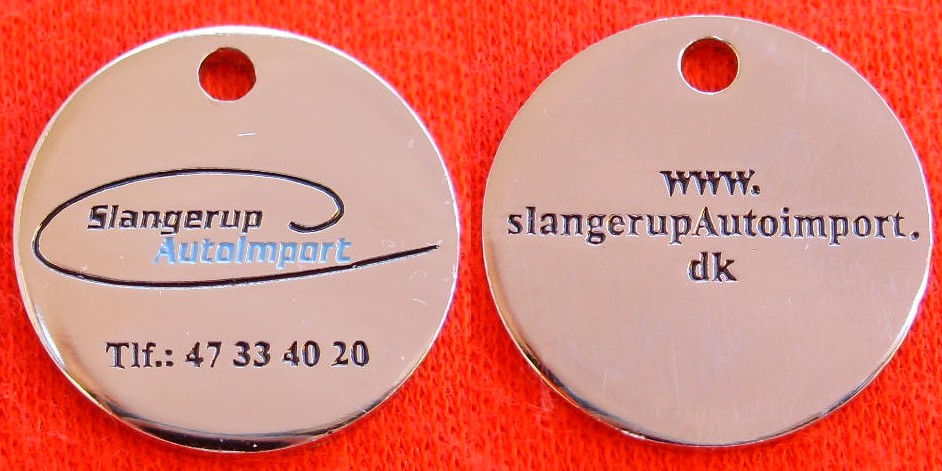 Slangerup
AutoImport
Tlf.: 47 33 40 20
www.
slangerupAutoimport.
dk